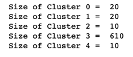 Size of Cluster 0 = 20
Size of Cluster 1 = 20
Size of Cluster 2 = 10
Size of Cluster 3 = 610
Size of Cluster 4 = 10